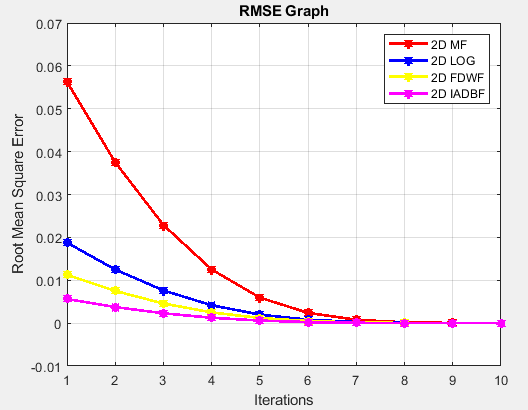 RMSE Graph
0.07
0.06
0.05
0.04
0.03
0.02
0.01
0
-0.01
Root Mean Square Error
2D MF
2D LOG
2D FDWF
2D IADBF
1 2 3 4 5 6 7 8 9 10
Iterations